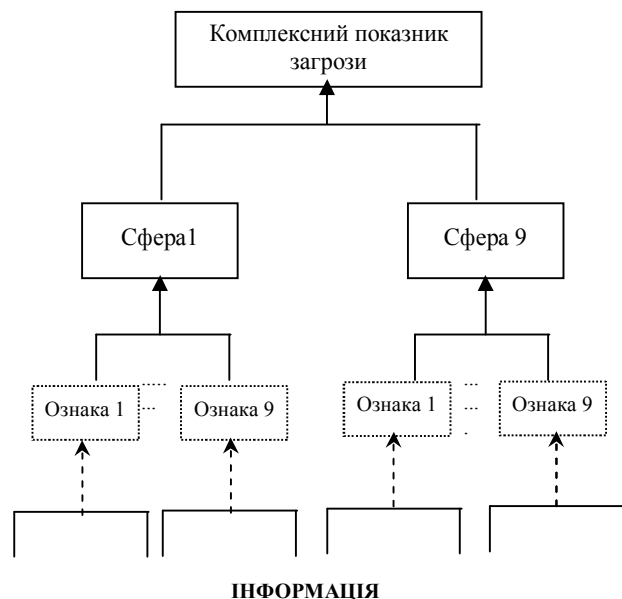 Комплексний показник
загрози
Сфера1
Сфера 9
Ознака 1
Ознака 9
Ознака 1
Ознака 9
ІНФОРМАЦІЯ